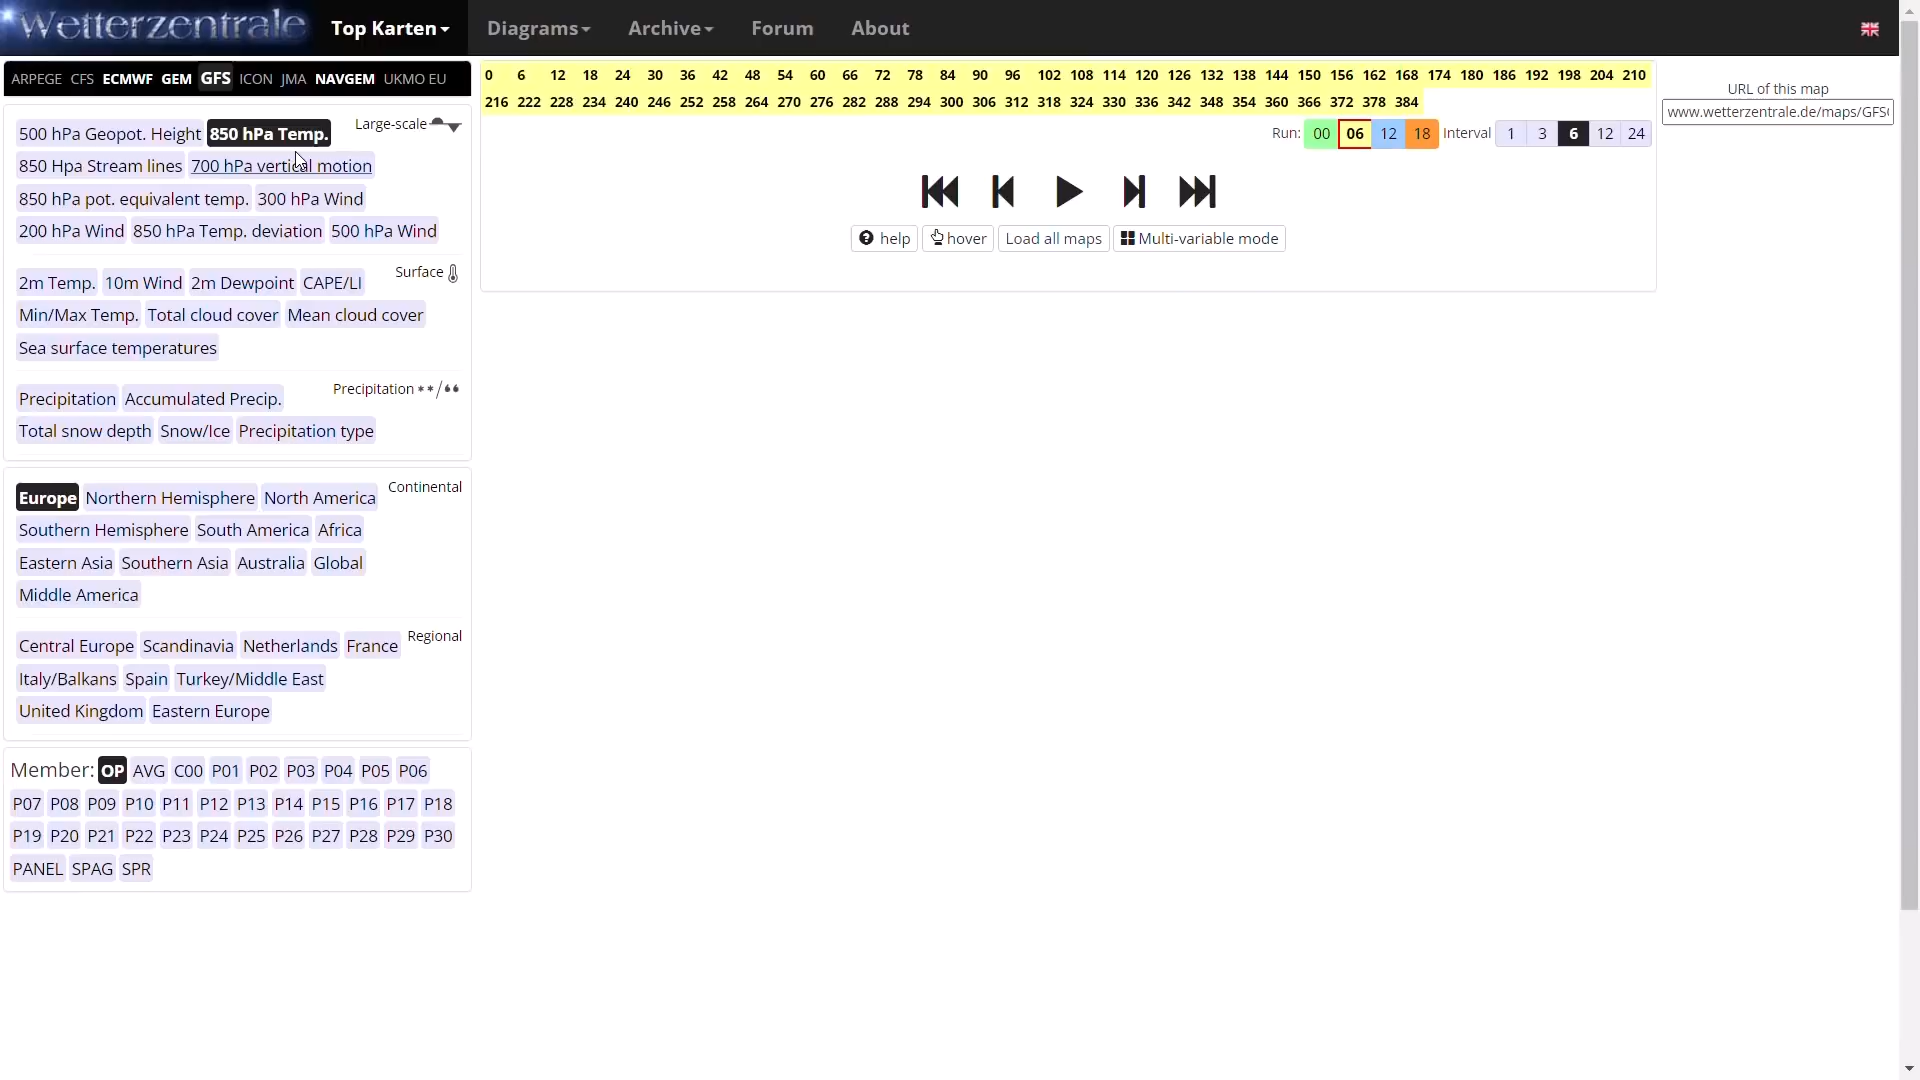 Wetterzentrale Top Karten Diagrams Archive Forum About
ARPEGE CFS ECMWF GEM GFS ICON JMA NAVGEM UKMO EU
500 hPa Geopot. Height 850 hPa Temp. Large-scale
850 Hpa Stream lines 700 hPa vertical motion
850 hPa pot. equivalent temp. 300 hPa Wind
200 hPa Wind 850 hPa Temp. deviation 500 hPa Wind
Surface
2m Temp. 10m Wind 2m Dewpoint CAPE/LI
Min/Max Temp. Total cloud cover Mean cloud cover
Sea surface temperatures
Precipitation **/
Precipitation Accumulated Precip.
Total snow depth Snow/Ice Precipitation type
Continental
Europe Northern Hemisphere North America
Southern Hemisphere South America Africa
Eastern Asia Southern Asia Australia Global
Middle America
Regional
Central Europe Scandinavia Netherlands France
Italy/Balkans Spain Turkey/Middle East
United Kingdom Eastern Europe
Member: OP AVG C00 P01 P02 P03 P04 P05 P06
P07 P08 P09 P10 P11 P12 P13 P14 P15 P16 P17 P18
P19 P20 P21 P22 P23 P24 P25 P26 P27 P28 P29 P30
PANEL SPAG SPR
0 6 12 18 24 30 36 42 48 54 60 66 72 78 84 90 96 102 108 114 120 126 132 138 144 150 156 162 168 174 180 186 192 198 204 210
216 222 228 234 240 246 252 258 264 270 276 282 288 294 300 306 312 318 324 330 336 342 348 354 360 366 372 378 384
Run: 00 06 12 18 Interval 1 3 6 12 24
help hover Load all maps Multi-variable mode
URL of this map
www.wetterzentrale.de/maps/GFS